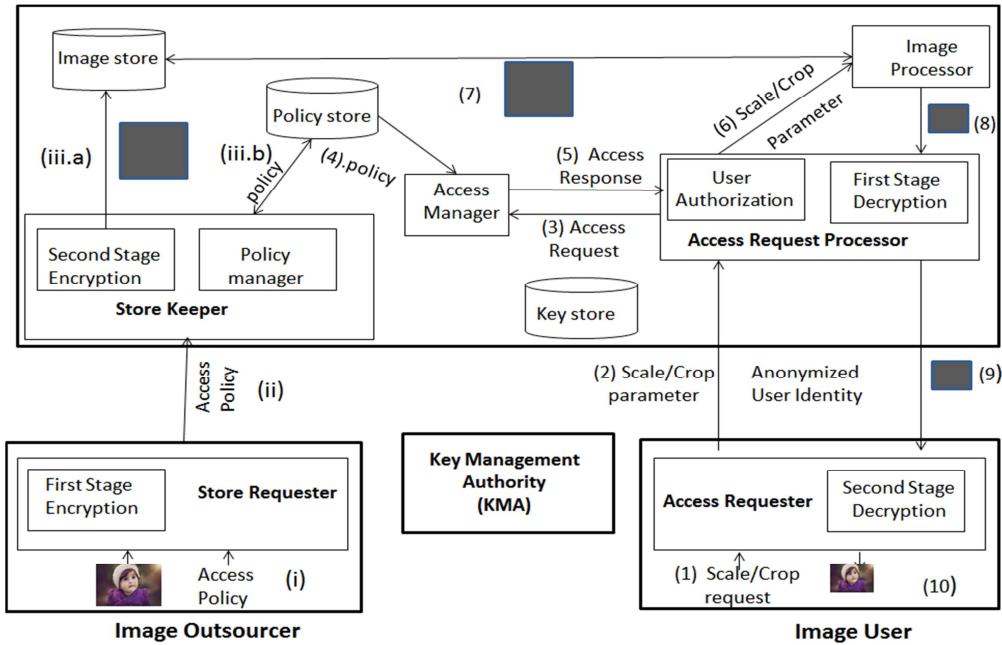 Image store
(7)
Image
Processor
(6) Scale/Crop
Parameter
(8)
Policy store
(iii.a)
(iii.b)
policy
(4).policy
Access
Manager
(5) Access
Response
(3) Access
Request
User
Authorization
First Stage
Decryption
Access Request Processor
Second Stage
Encryption
Policy
manager
Store Keeper
Key store
Access
Policy
(ii)
(2) Scale/Crop
parameter
Anonymized
User Identity
(9)
First Stage
Encryption
Store Requester
Access
Policy
(i)
Image Outsourcer
Key Management
Authority
(KMA)
Access Requester
Second Stage
Decryption
(1) Scale/Crop
request
(10)
Image User